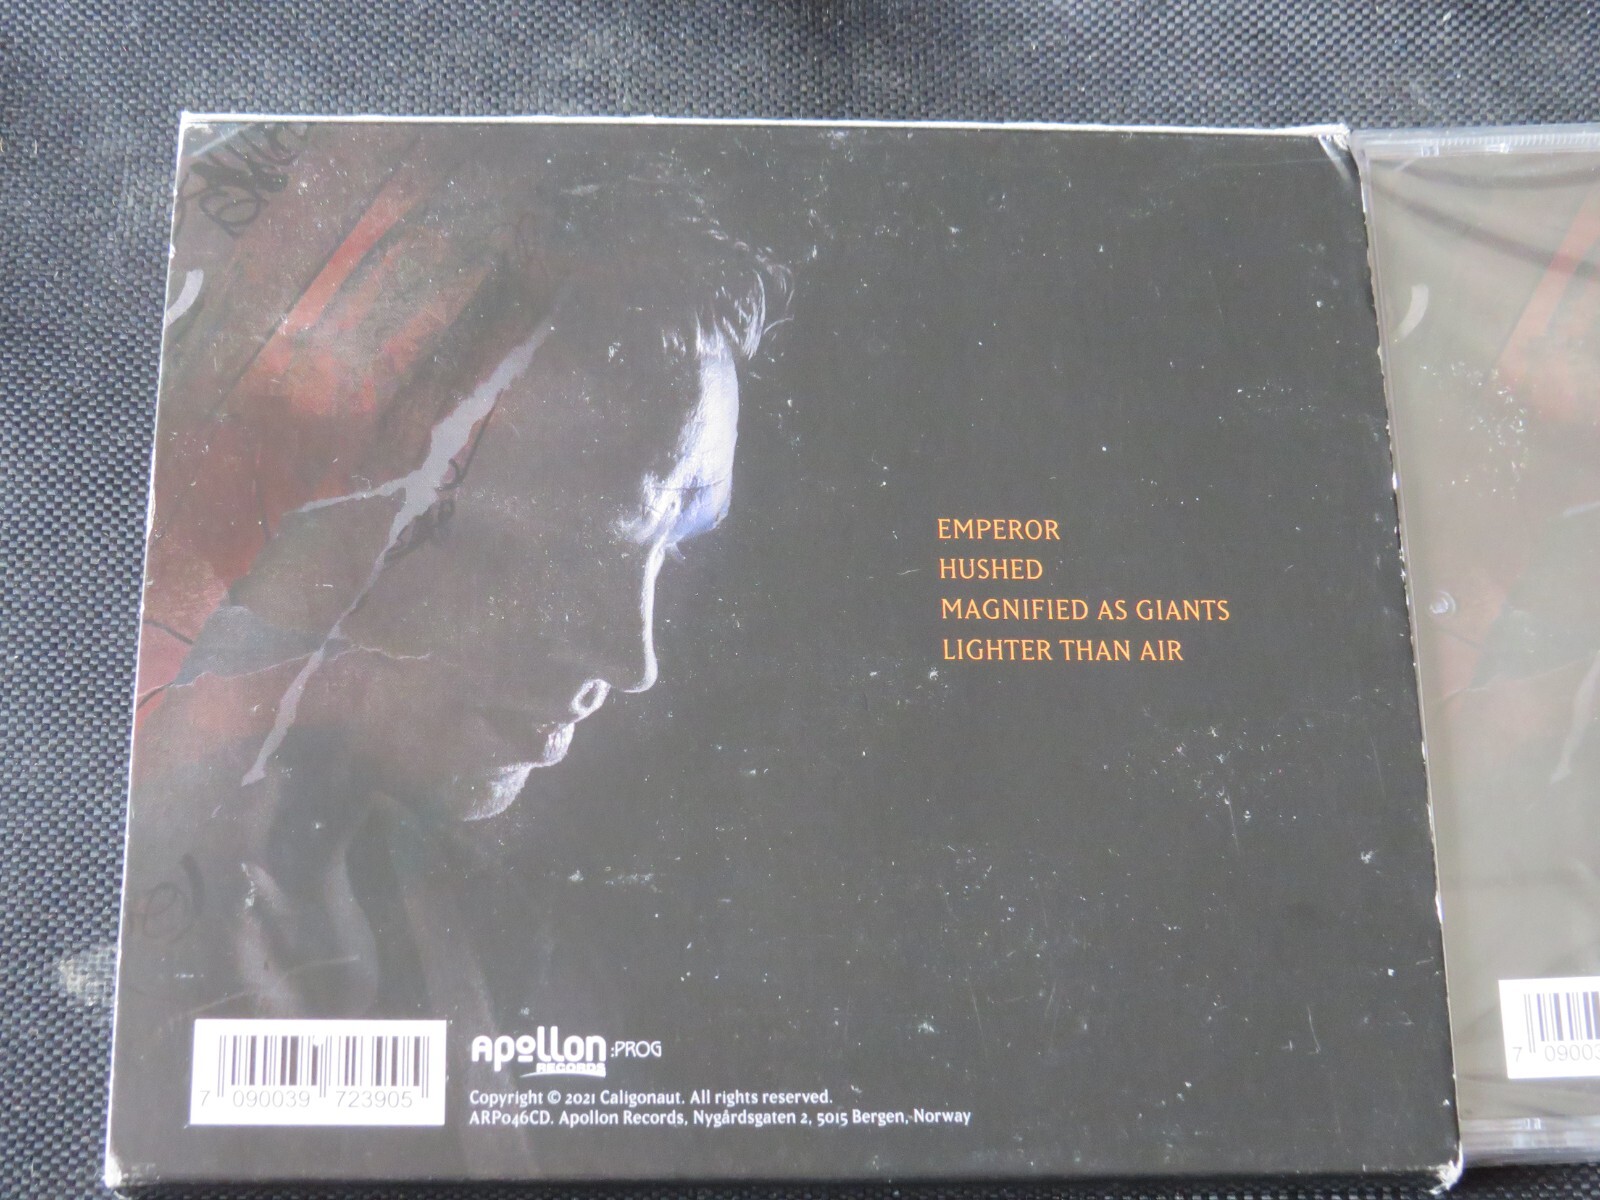 EMPEROR
HUSHED
MAGNIFIED AS GIANTS
LIGHTER THAN AIR
apollon :PROG
RECORDS
7 090039 723905
Copyright © 2021 Caligonaut. All rights reserved.
ARP046CD. Apollon Records, Nygårdsgaten 2, 5015 Bergen, Norway
7 09003